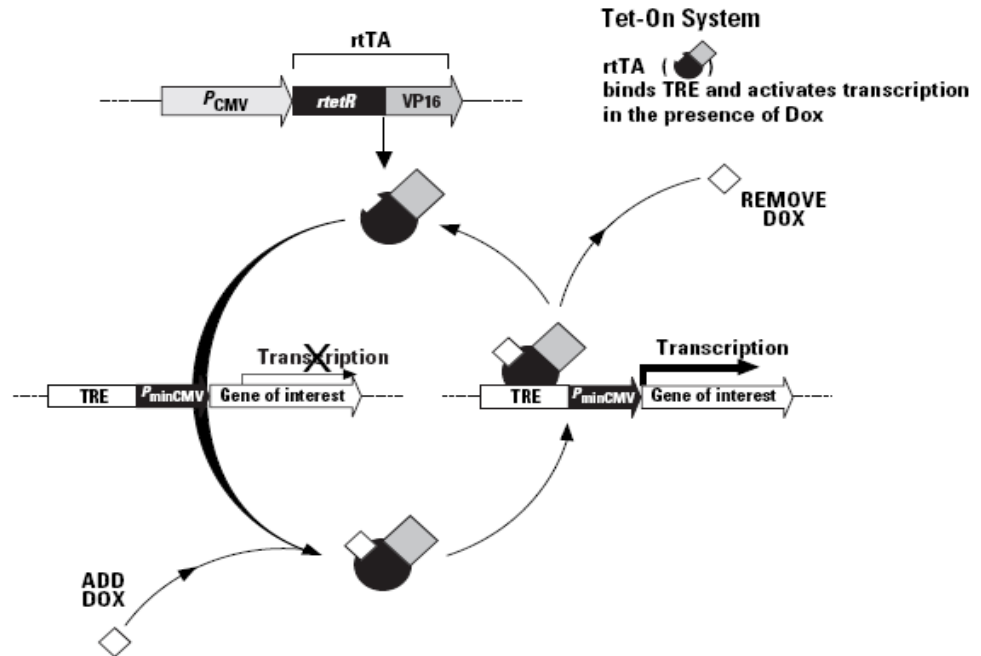 Tet-On System
rtTA ( )
binds TRE and activates transcription
in the presence of Dox
rtTA
PCMV rtetR VP16
REMOVE
DOX
Transcription
TRE PminCMV Gene of interest
Transcription
TRE PminCMV Gene of interest
ADD
DOX